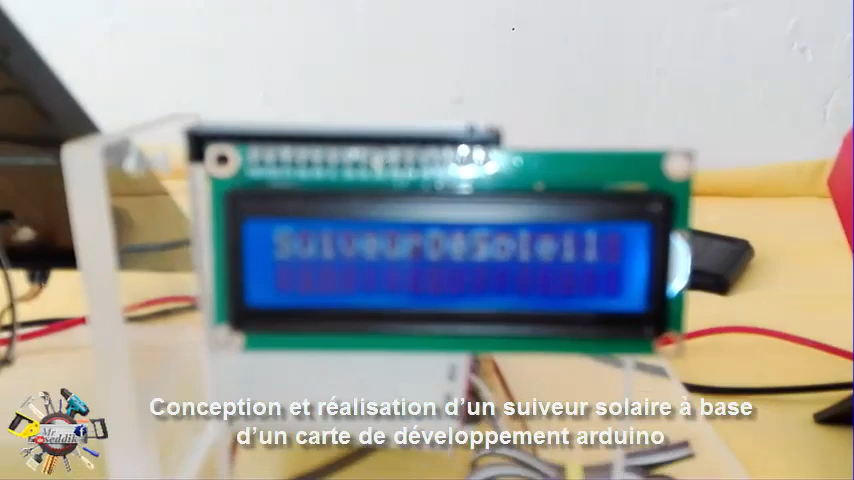 SuiveurDeSoleil
Conception et réalisation d'un suiveur solaire à base
d'un carte de développement arduino